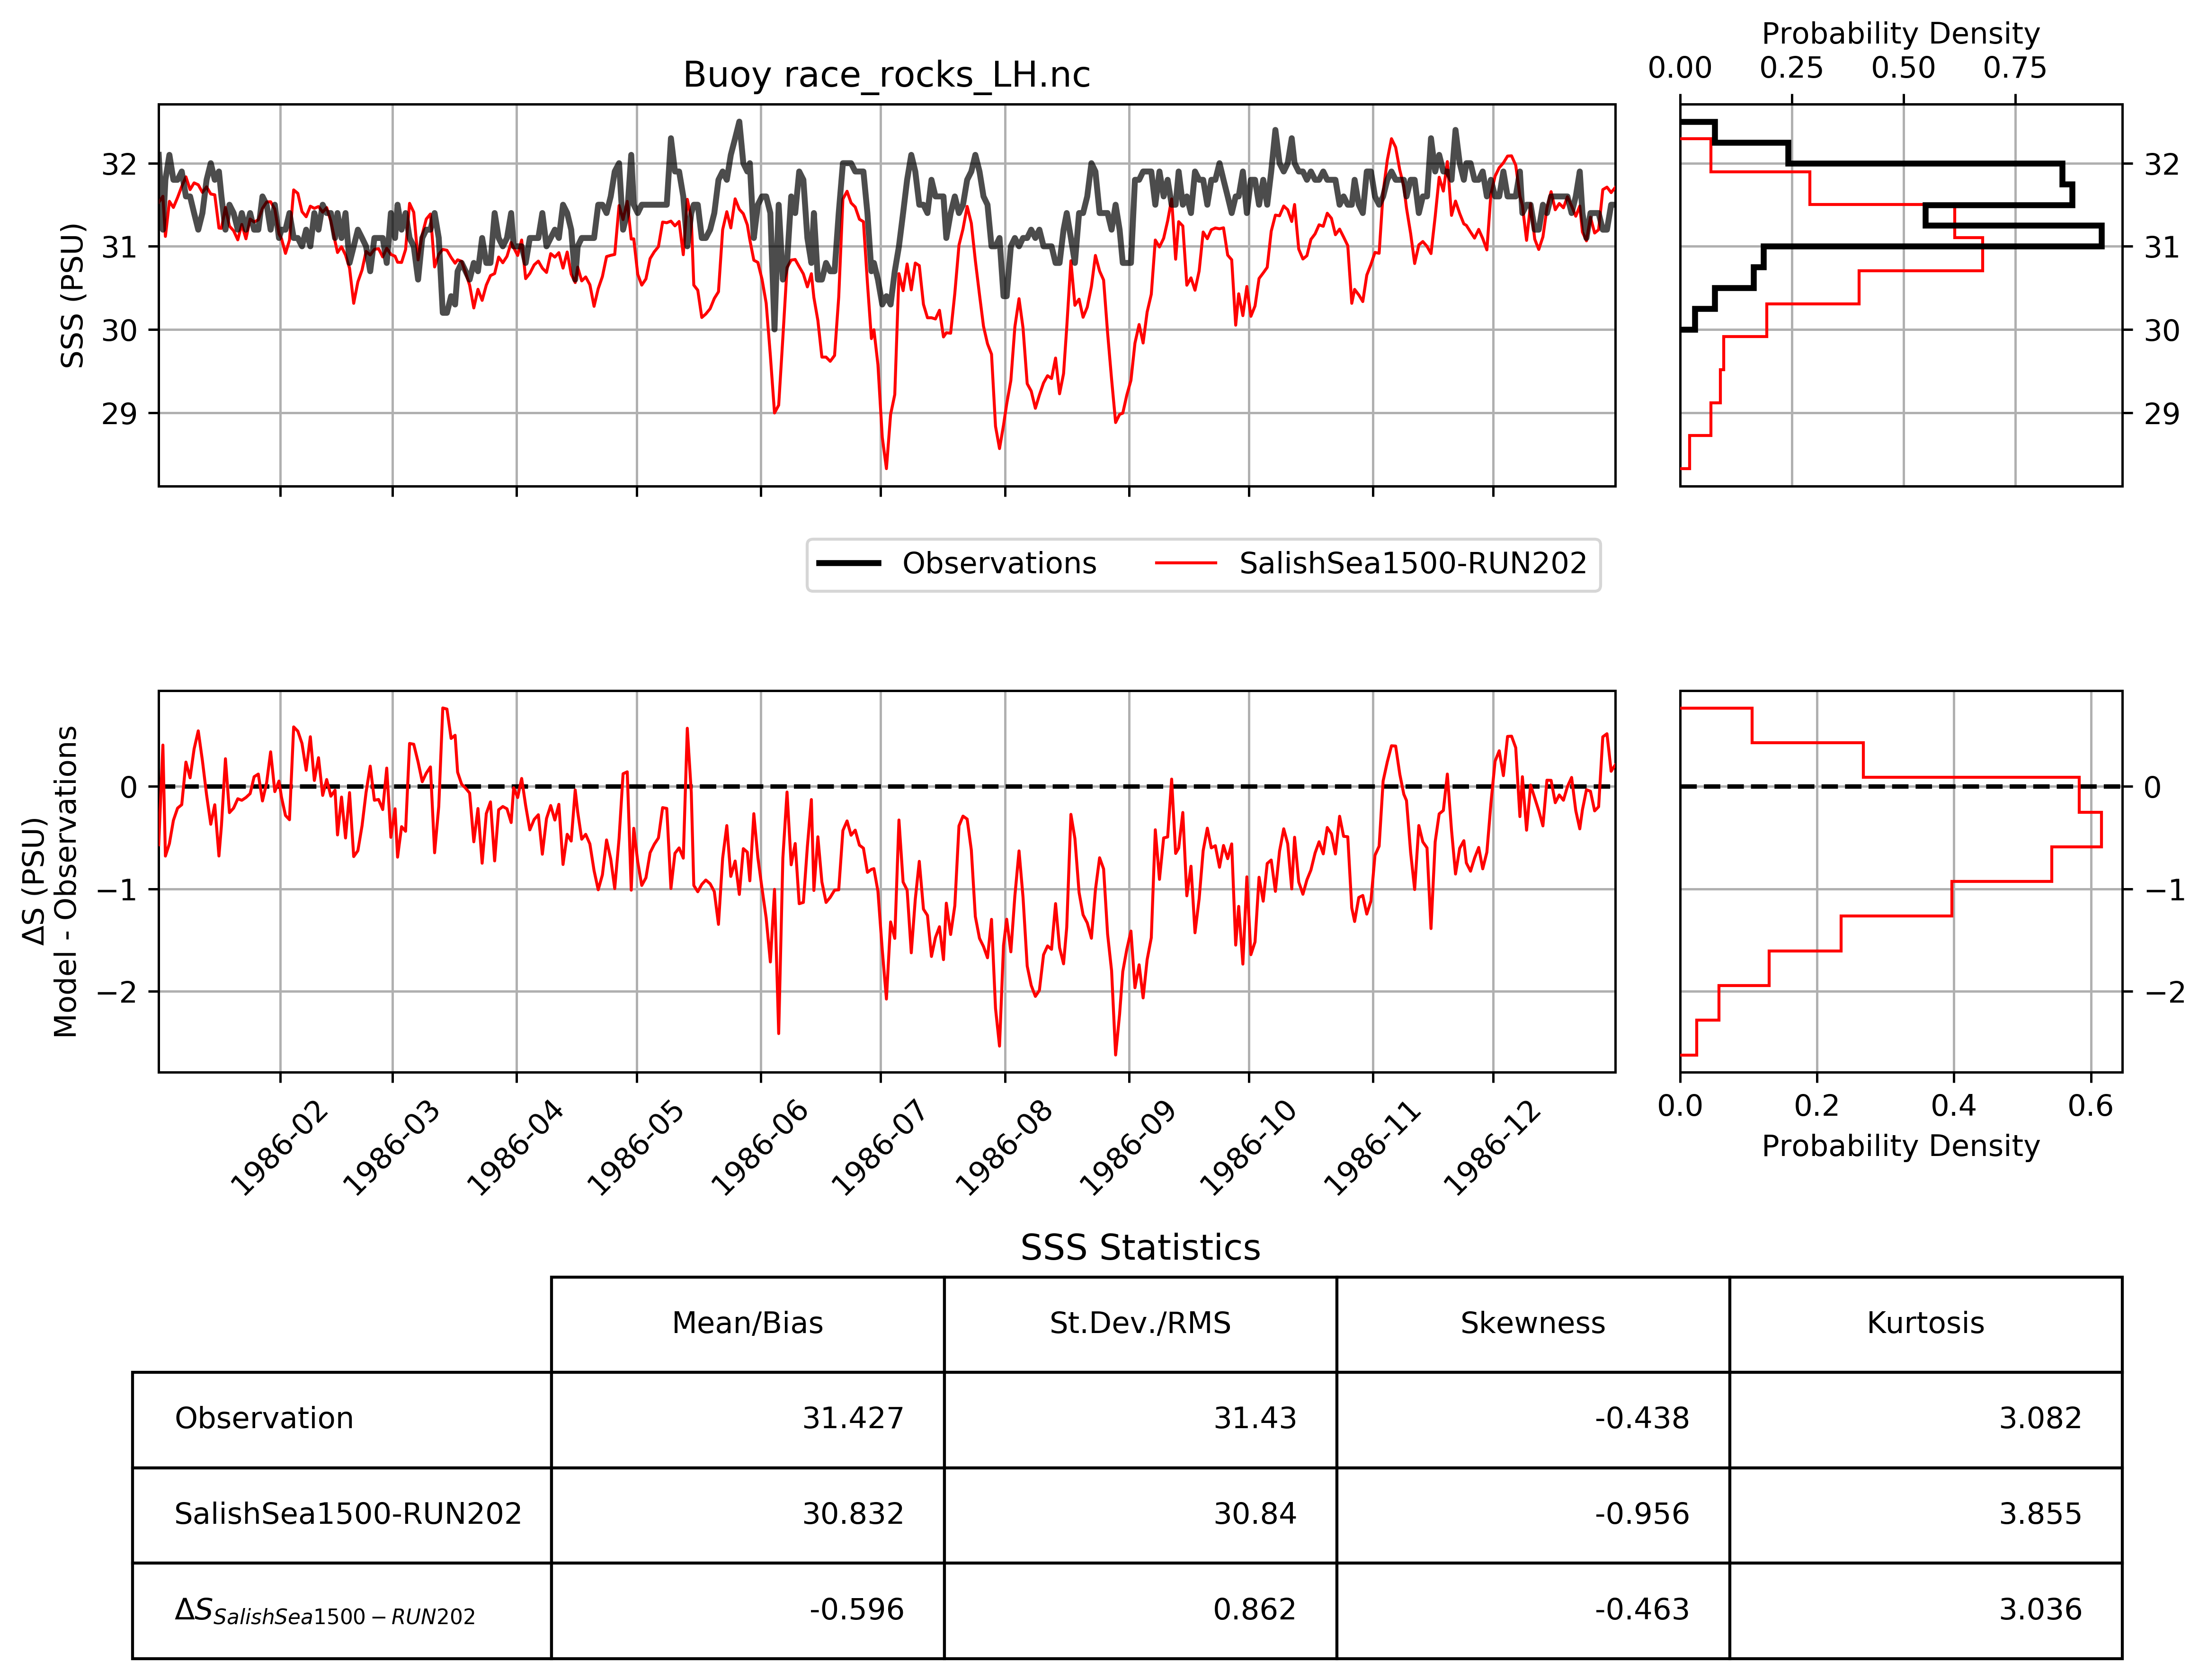 Probability Density
0.00 0.25 0.50 0.75
Buoy race_rocks_LH.nc
SSS (PSU)
32
31
30
29
32
31
30
29
Observations SalishSea1500-RUN202
ΔS (PSU)
Model - Observations
0
−1
−2
0
−1
−2
1986-02 1986-03 1986-04 1986-05 1986-06 1986-07 1986-08 1986-09 1986-10 1986-11 1986-12
0.0 0.2 0.4 0.6
Probability Density
SSS Statistics
Mean/Bias St.Dev./RMS Skewness Kurtosis
Observation 31.427 31.43 -0.438 3.082
SalishSea1500-RUN202 30.832 30.84 -0.956 3.855
ΔS SalishSea1500−RUN202 -0.596 0.862 -0.463 3.036